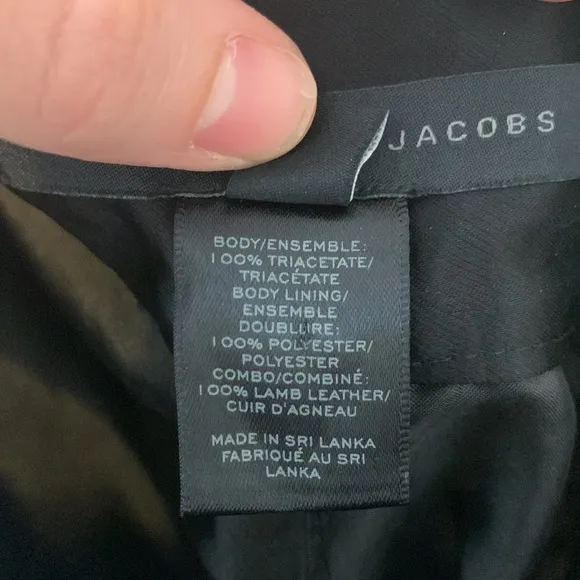 JACOBS
BODY/ENSEMBLE:
100% TRIACETATE/
TRIACÉTATE
BODY LINING/
ENSEMBLE
DOUBLURE:
100% POLYESTER/
POLYESTER
COMBO/COMBINÉ:
100% LAMB LEATHER/
CUIR D'AGNEAU
MADE IN SRI LANKA
FABRIQUÉ AU SRI
LANKA